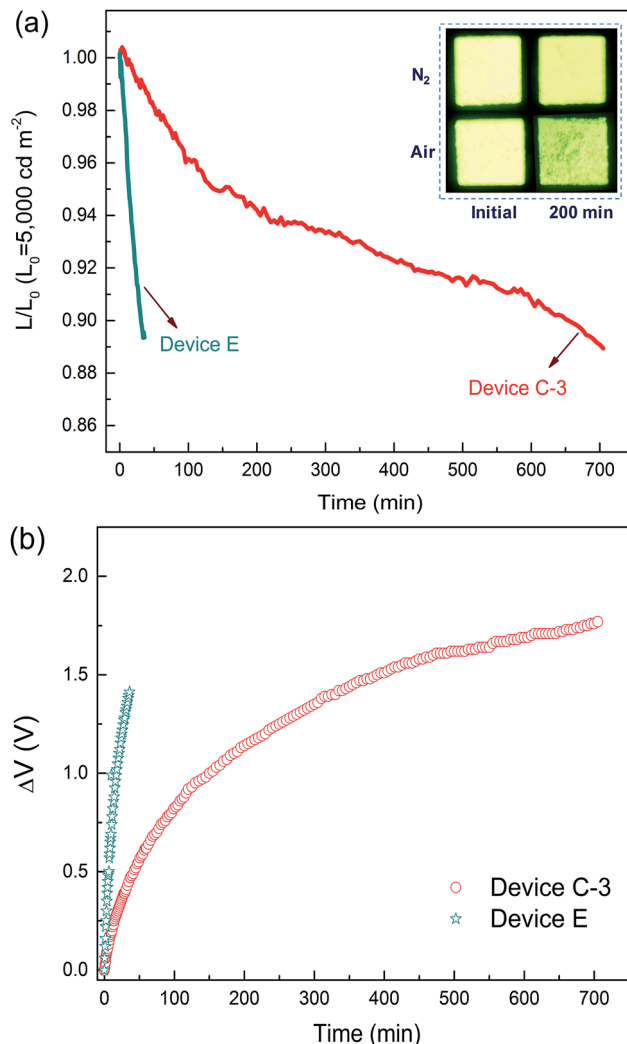 (a)
1.00
0.98
0.96
0.94
0.92
0.90
0.88
0.86
L/L₀ (L₀=5,000 cd m⁻²)
N₂
Air
Initial 200 min
Device E
Device C-3
0 100 200 300 400 500 600 700
Time (min)
(b)
2.0
1.5
1.0
0.5
0.0
ΔV (V)
Device C-3
Device E
0 100 200 300 400 500 600 700
Time (min)